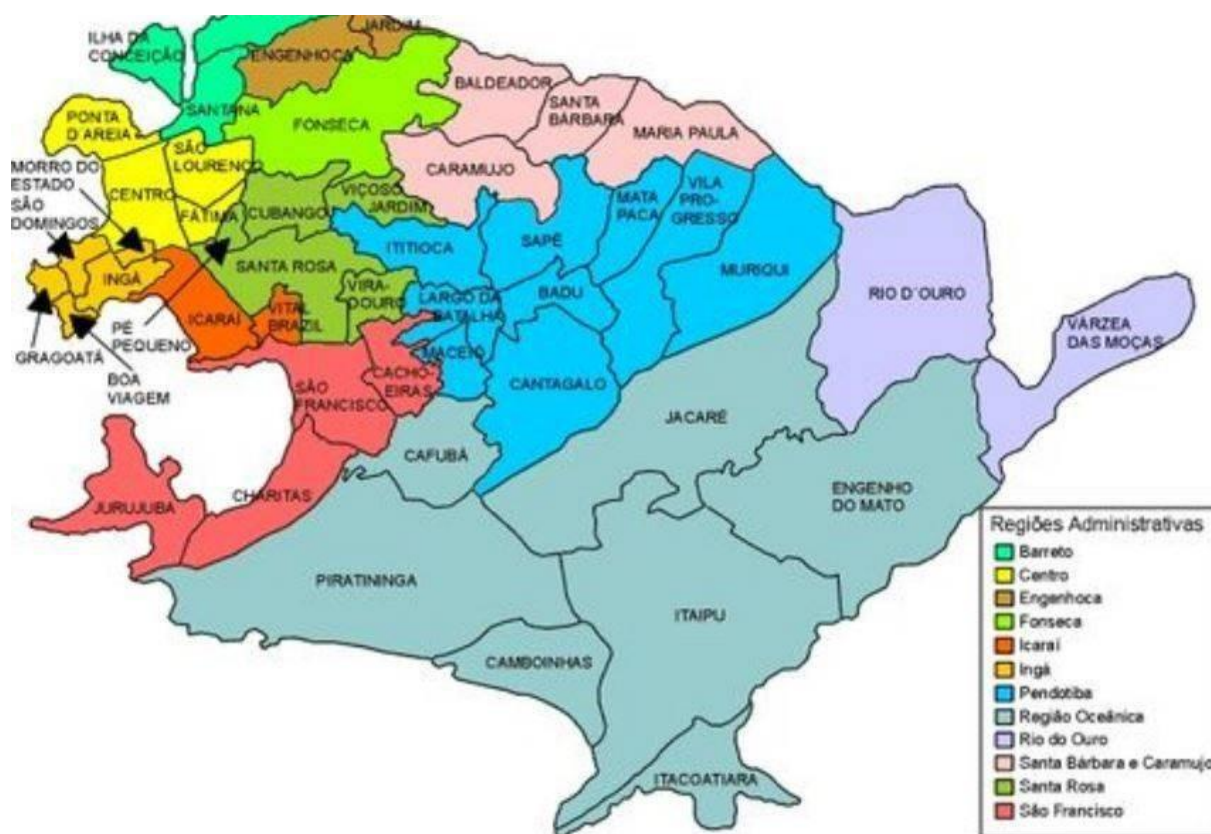 JARDIM
ILHA DA
CONCEIÇÃO
ENGENHOCA
BALDEADOR
SANTANA
PONTA
D'AREIA
FONSECA
SANTA
BÁRBARA
MARIA PAULA
SÃO
LOURENÇO
MORRO DO
ESTADO
CARAMUJO
CENTRO
SÃO
DOMINGOS
FÁTIMA
CUBANGO
VIÇOSO
JARDIM
MATA
PACA
VILA
PRO-
GRESSO
ITITIOCA
SAPÊ
SANTA ROSA
INGÁ
MURIQUI
VIRA-
DOURO
LARGO DA
BATALHA
BADU
RIO D'OURO
ICARAÍ
VITAL
BRAZIL
PÉ
PEQUENO
GRAGOATÁ
BOA
VIAGEM
MACEIÓ
VÁRZEA
DAS MOÇAS
CACHO-
EIRAS
CANTAGALO
SÃO
FRANCISCO
JACARÉ
CAFUBÁ
ENGENHO
DO MATO
JURUJUBA
CHARITAS
PIRATININGA
ITAIPU
CAMBOINHAS
ITACOATIARA
Regiões Administrativas
Barreto
Centro
Engenhoca
Fonseca
Icaraí
Ingá
Pendotiba
Região Oceânica
Rio do Ouro
Santa Bárbara e Caramujo
Santa Rosa
São Francisco